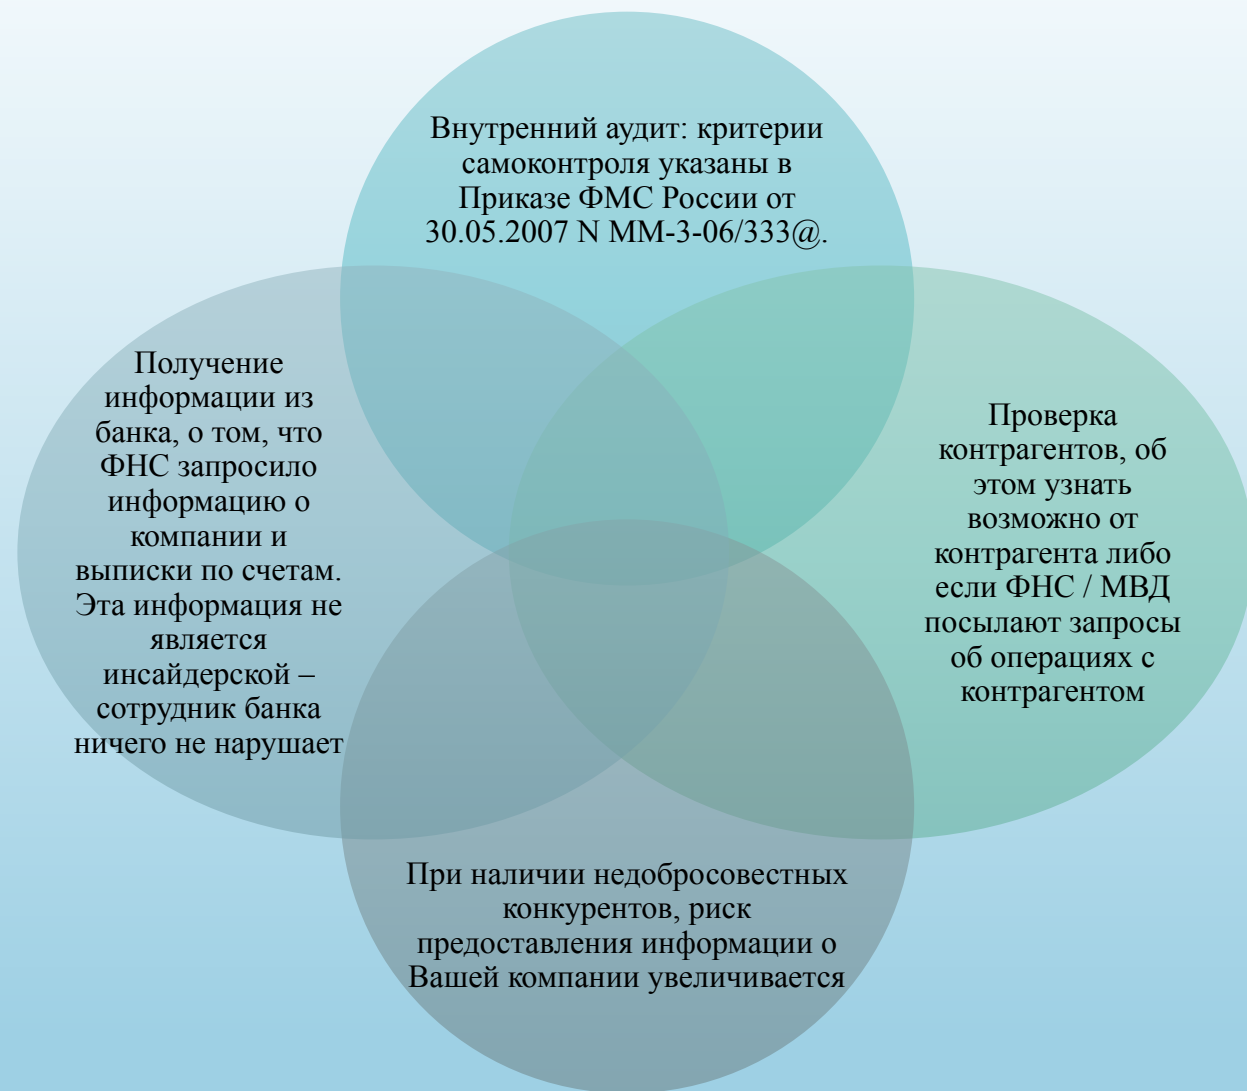 Внутренний аудит: критерии
самоконтроля указаны в
Приказе ФМС России от
30.05.2007 N ММ-3-06/333@.
Получение
информации из
банка, о том, что
ФНС запросило
информацию о
компании и
выписки по счетам.
Эта информация не
является
инсайдерской –
сотрудник банка
ничего не нарушает
Проверка
контрагентов, об
этом узнать
возможно от
контрагента либо
если ФНС / МВД
посылают запросы
об операциях с
контрагентом
При наличии недобросовестных
конкурентов, риск
предоставления информации о
Вашей компании увеличивается